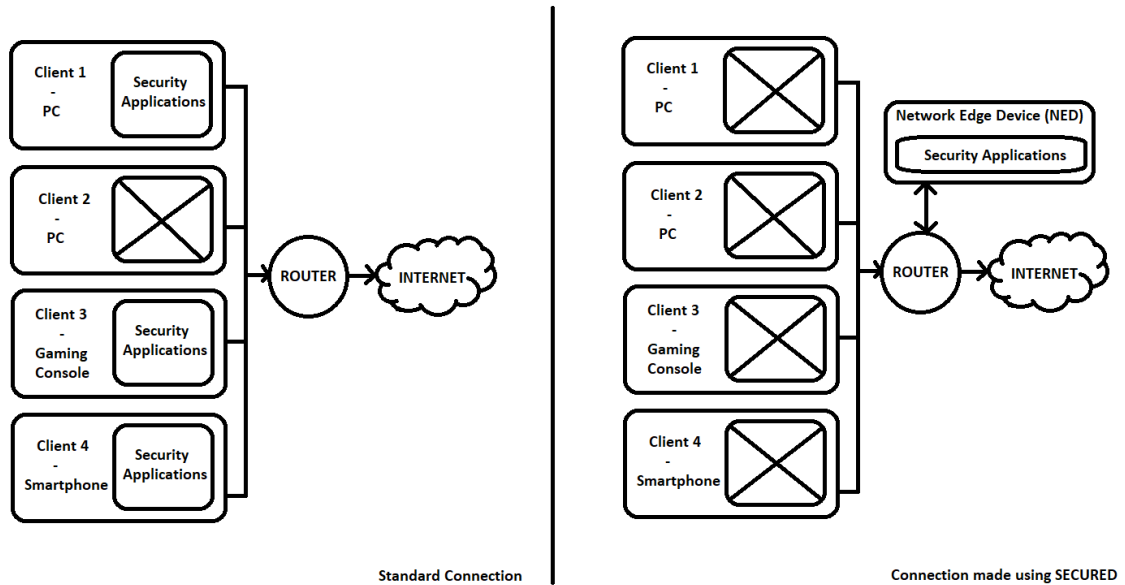 Client 1
-
PC
Security
Applications
Client 2
-
PC
Client 3
-
Gaming
Console
Security
Applications
Client 4
-
Smartphone
Security
Applications
ROUTER
INTERNET
Standard Connection
Client 1
-
PC
Client 2
-
PC
Client 3
-
Gaming
Console
Client 4
-
Smartphone
Network Edge Device (NED)
Security Applications
ROUTER
INTERNET
Connection made using SECURED